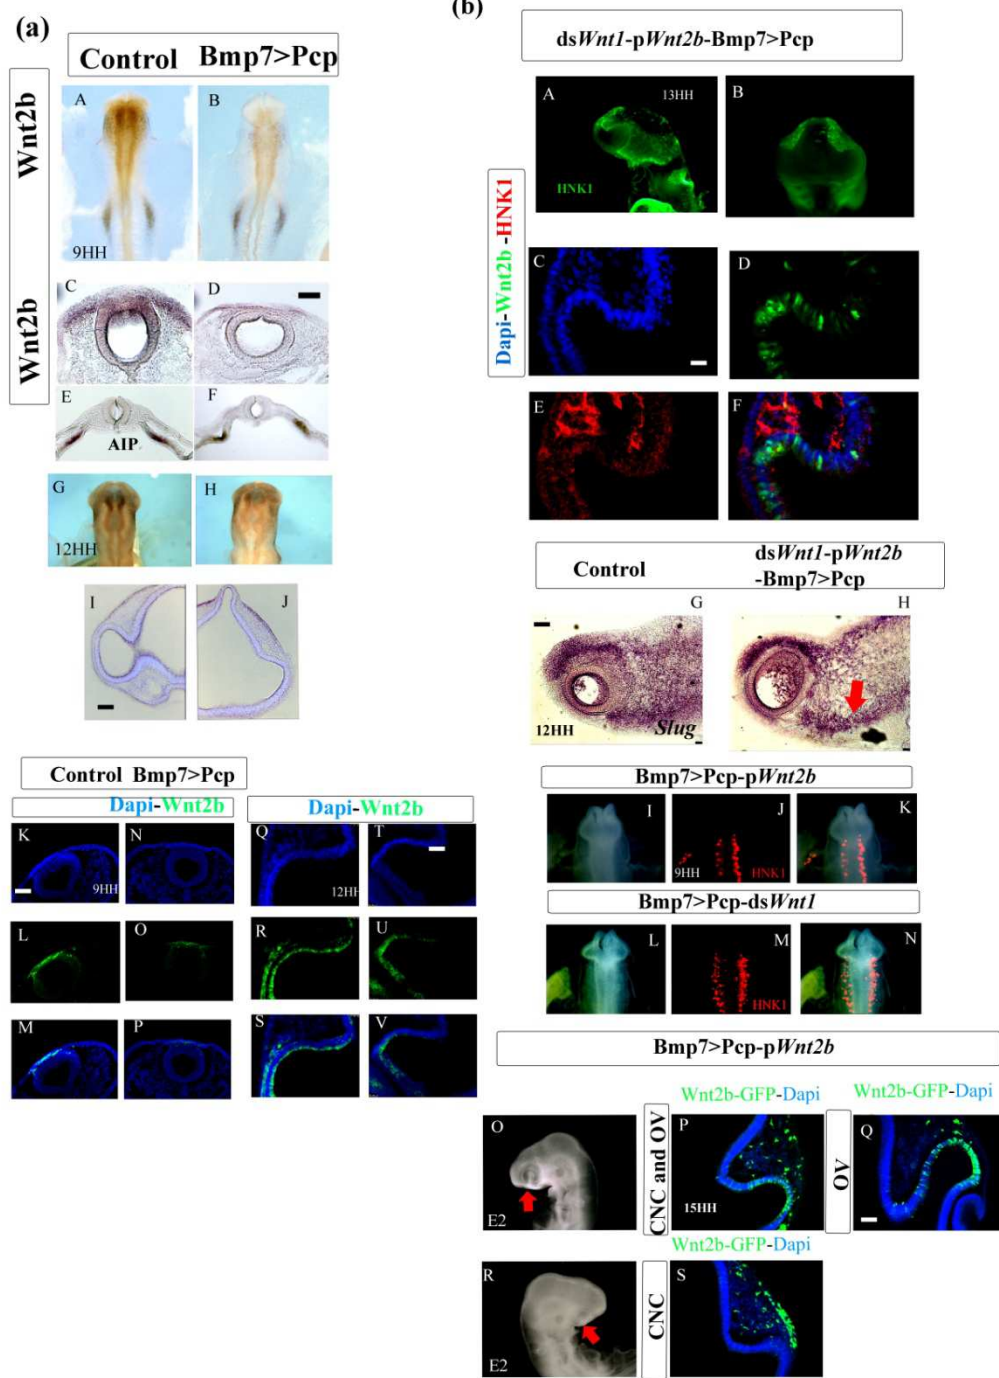 (a)
Control Bmp7>Pcp
Wnt2b
A
B
9HH
Wnt2b
C
D
E
AIP
F
G
H
12HH
I
J
Control Bmp7>Pcp
Dapi-Wnt2b
Dapi-Wnt2b
K
9HH
N
Q
12HH
T
L
O
R
U
M
P
S
V
(b)
dsWnt1-pWnt2b-Bmp7>Pcp
Dapi-Wnt2b-HNK1
A
13HH
HNK1
B
C
D
E
F
Control
dsWnt1-pWnt2b
-Bmp7>Pcp
G
12HH
Slug
H
Bmp7>Pcp-pWnt2b
I
J
9HH
HNK1
K
Bmp7>Pcp-dsWnt1
L
M
HNK1
N
Bmp7>Pcp-pWnt2b
Wnt2b-GFP-Dapi
Wnt2b-GFP-Dapi
O
E2
CNC and OV
P
15HH
OV
Q
Wnt2b-GFP-Dapi
R
E2
CNC
S